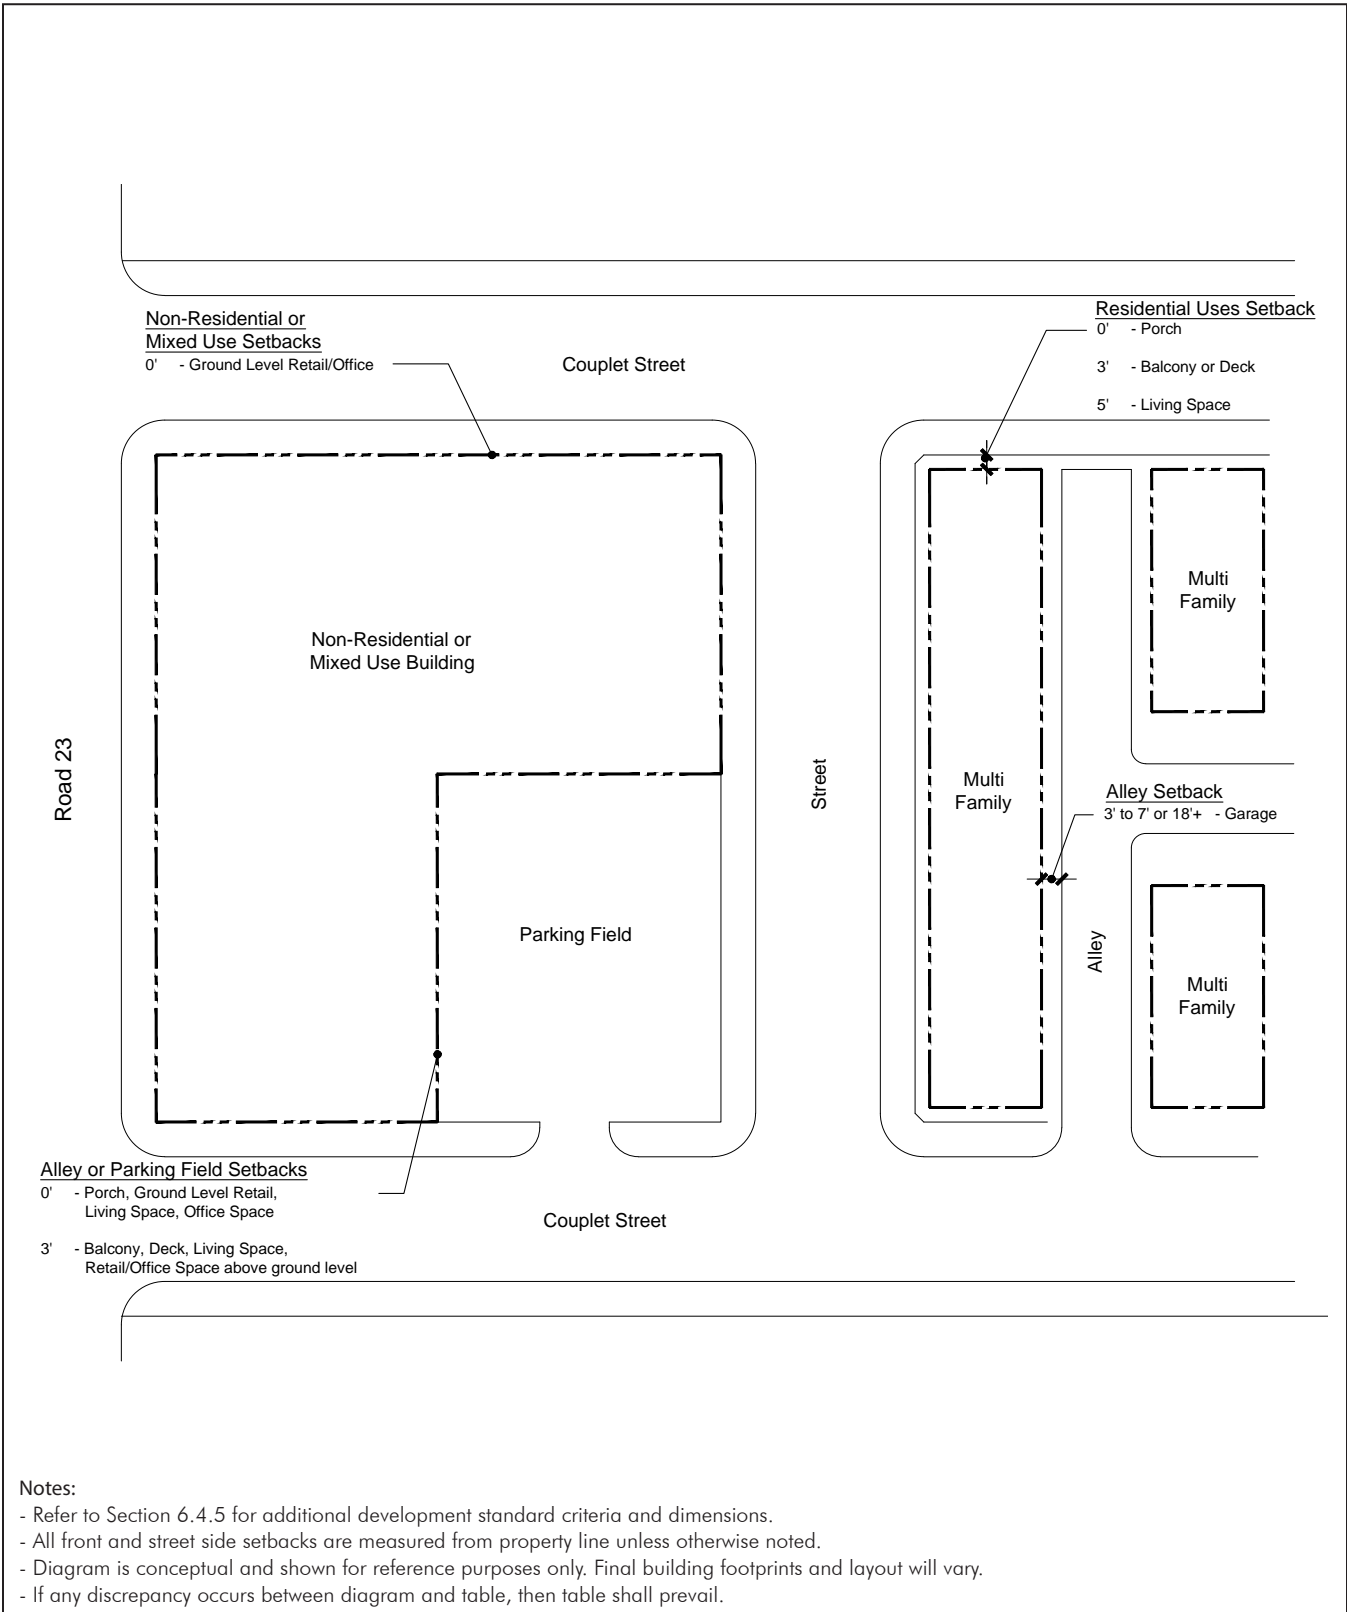 Non-Residential or
Mixed Use Setbacks
0' - Ground Level Retail/Office
Couplet Street
Residential Uses Setback
0' - Porch
3' - Balcony or Deck
5' - Living Space
Non-Residential or
Mixed Use Building
Multi
Family
Road 23
Street
Multi
Family
Alley Setback
3' to 7' or 18'+ - Garage
Parking Field
Alley
Multi
Family
Alley or Parking Field Setbacks
0' - Porch, Ground Level Retail,
Living Space, Office Space
3' - Balcony, Deck, Living Space,
Retail/Office Space above ground level
Couplet Street
Notes:
- Refer to Section 6.4.5 for additional development standard criteria and dimensions.
- All front and street side setbacks are measured from property line unless otherwise noted.
- Diagram is conceptual and shown for reference purposes only. Final building footprints and layout will vary.
- If any discrepancy occurs between diagram and table, then table shall prevail.